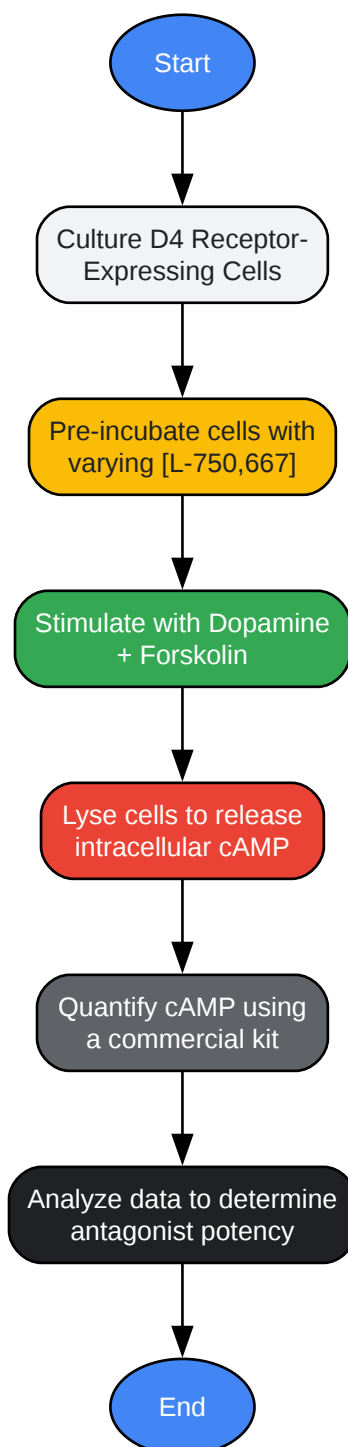 Start
Culture D4 Receptor-
Expressing Cells
Pre-incubate cells with
varying [L-750,667]
Stimulate with Dopamine
+ Forskolin
Lyse cells to release
intracellular cAMP
Quantify cAMP using
a commercial kit
Analyze data to determine
antagonist potency
End